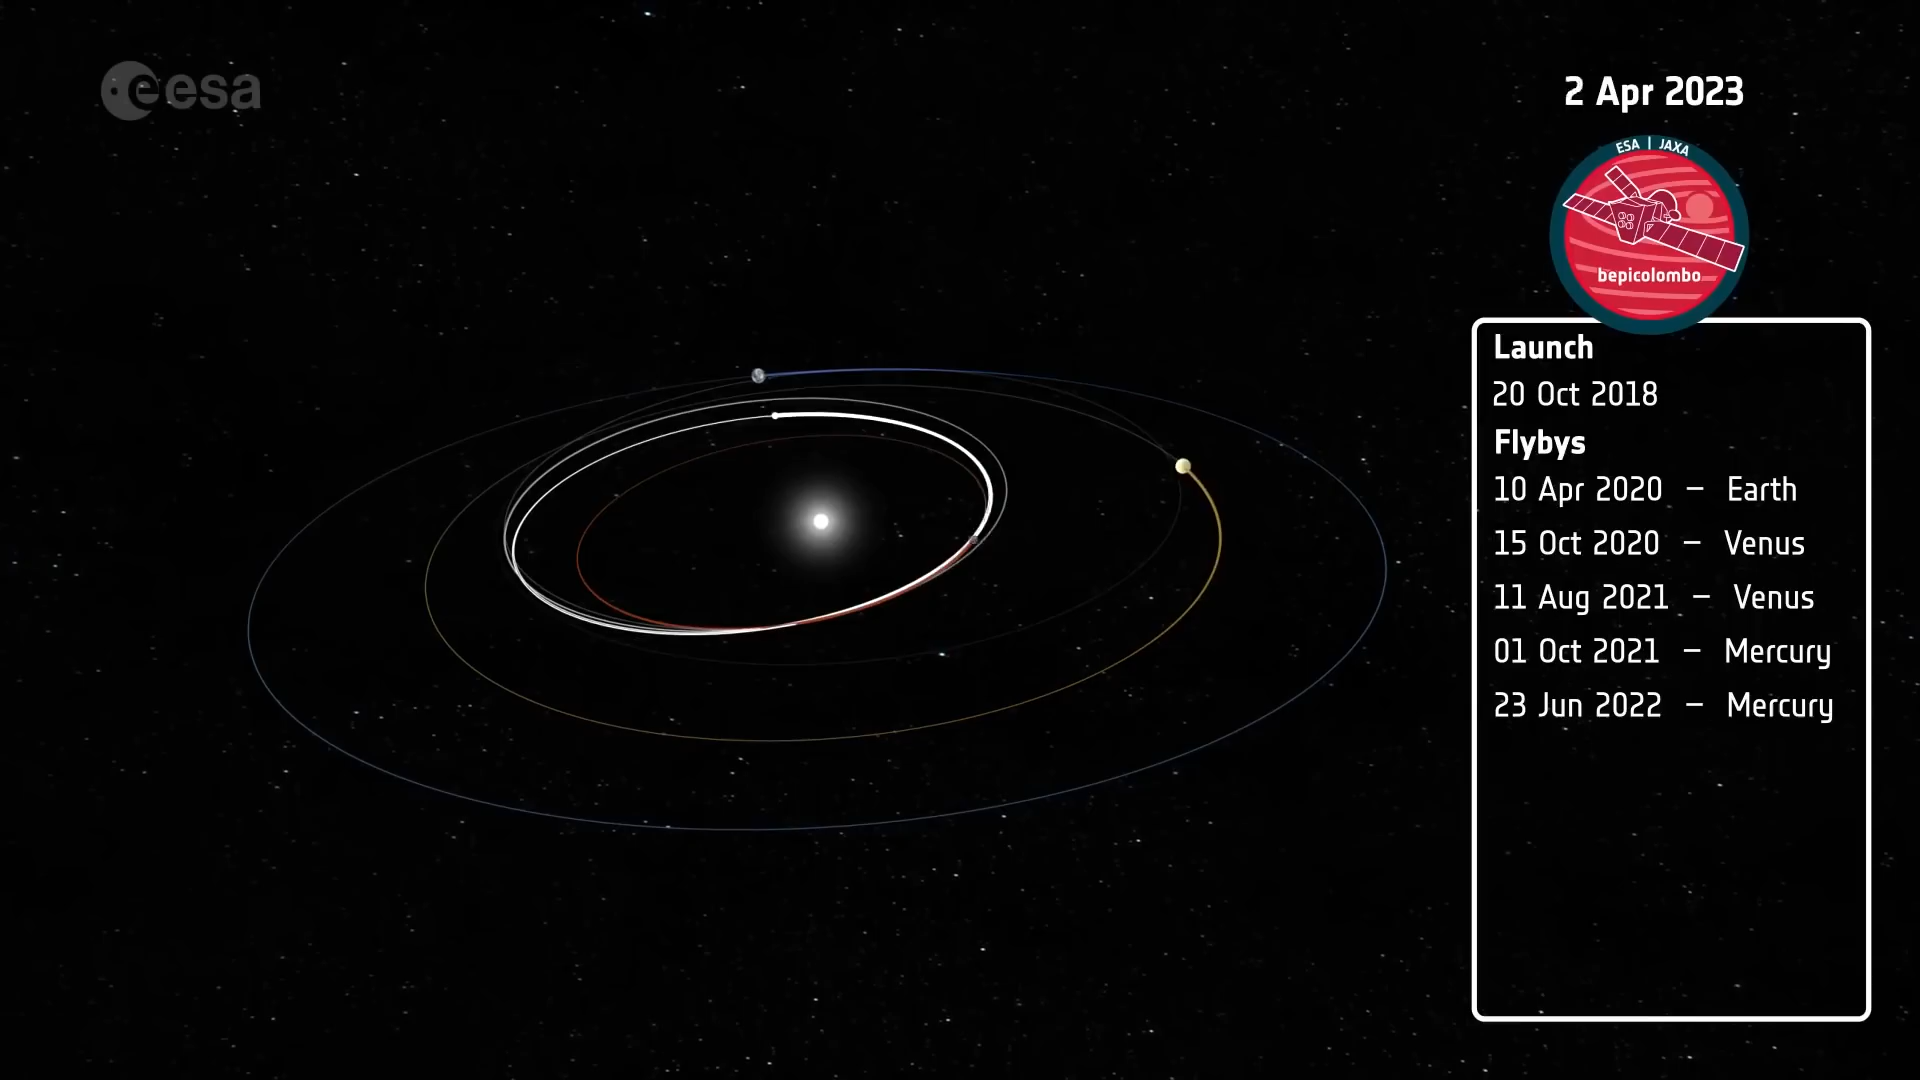 esa
2 Apr 2023
ESA | JAXA
bepicolombo
Launch
20 Oct 2018
Flybys
10 Apr 2020 – Earth
15 Oct 2020 – Venus
11 Aug 2021 – Venus
01 Oct 2021 – Mercury
23 Jun 2022 – Mercury